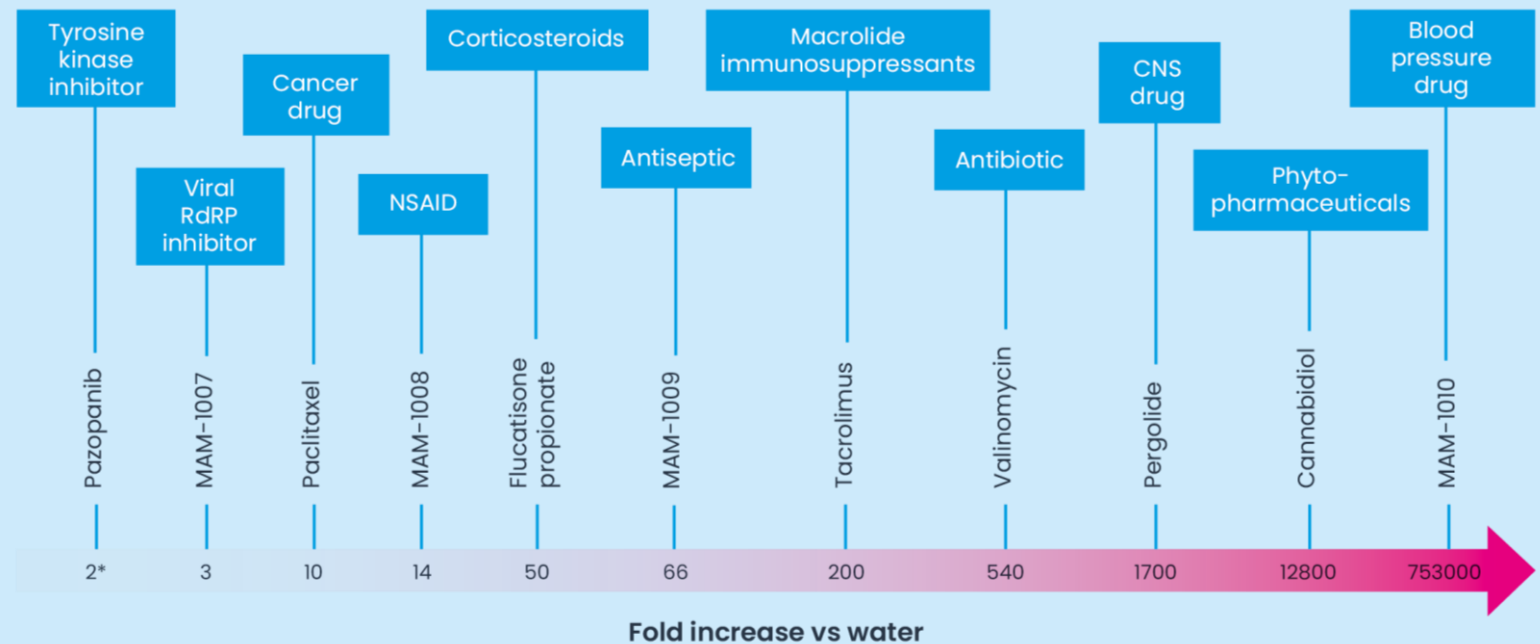 Tyrosine
kinase
inhibitor
Viral
RdRP
inhibitor
Cancer
drug
NSAID
Corticosteroids
Antiseptic
Macrolide
immunosuppressants
Antibiotic
CNS
drug
Phyto-
pharmaceuticals
Blood
pressure
drug
Pazopanib
MAM-1007
Paclitaxel
MAM-1008
Flucatisone
propionate
MAM-1009
Tacrolimus
Valinomycin
Pergolide
Cannabidiol
MAM-1010
2* 3 10 14 50 66 200 540 1700 12800 753000
Fold increase vs water